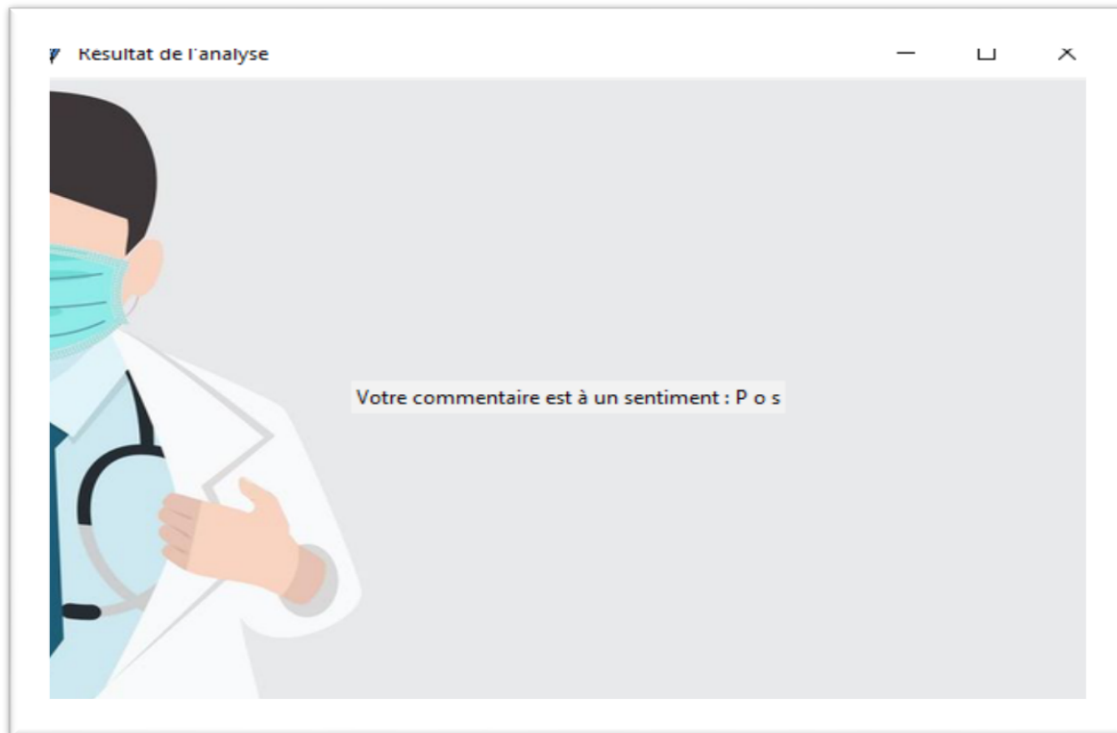 Résultat de l'analyse
Votre commentaire est à un sentiment : P o s